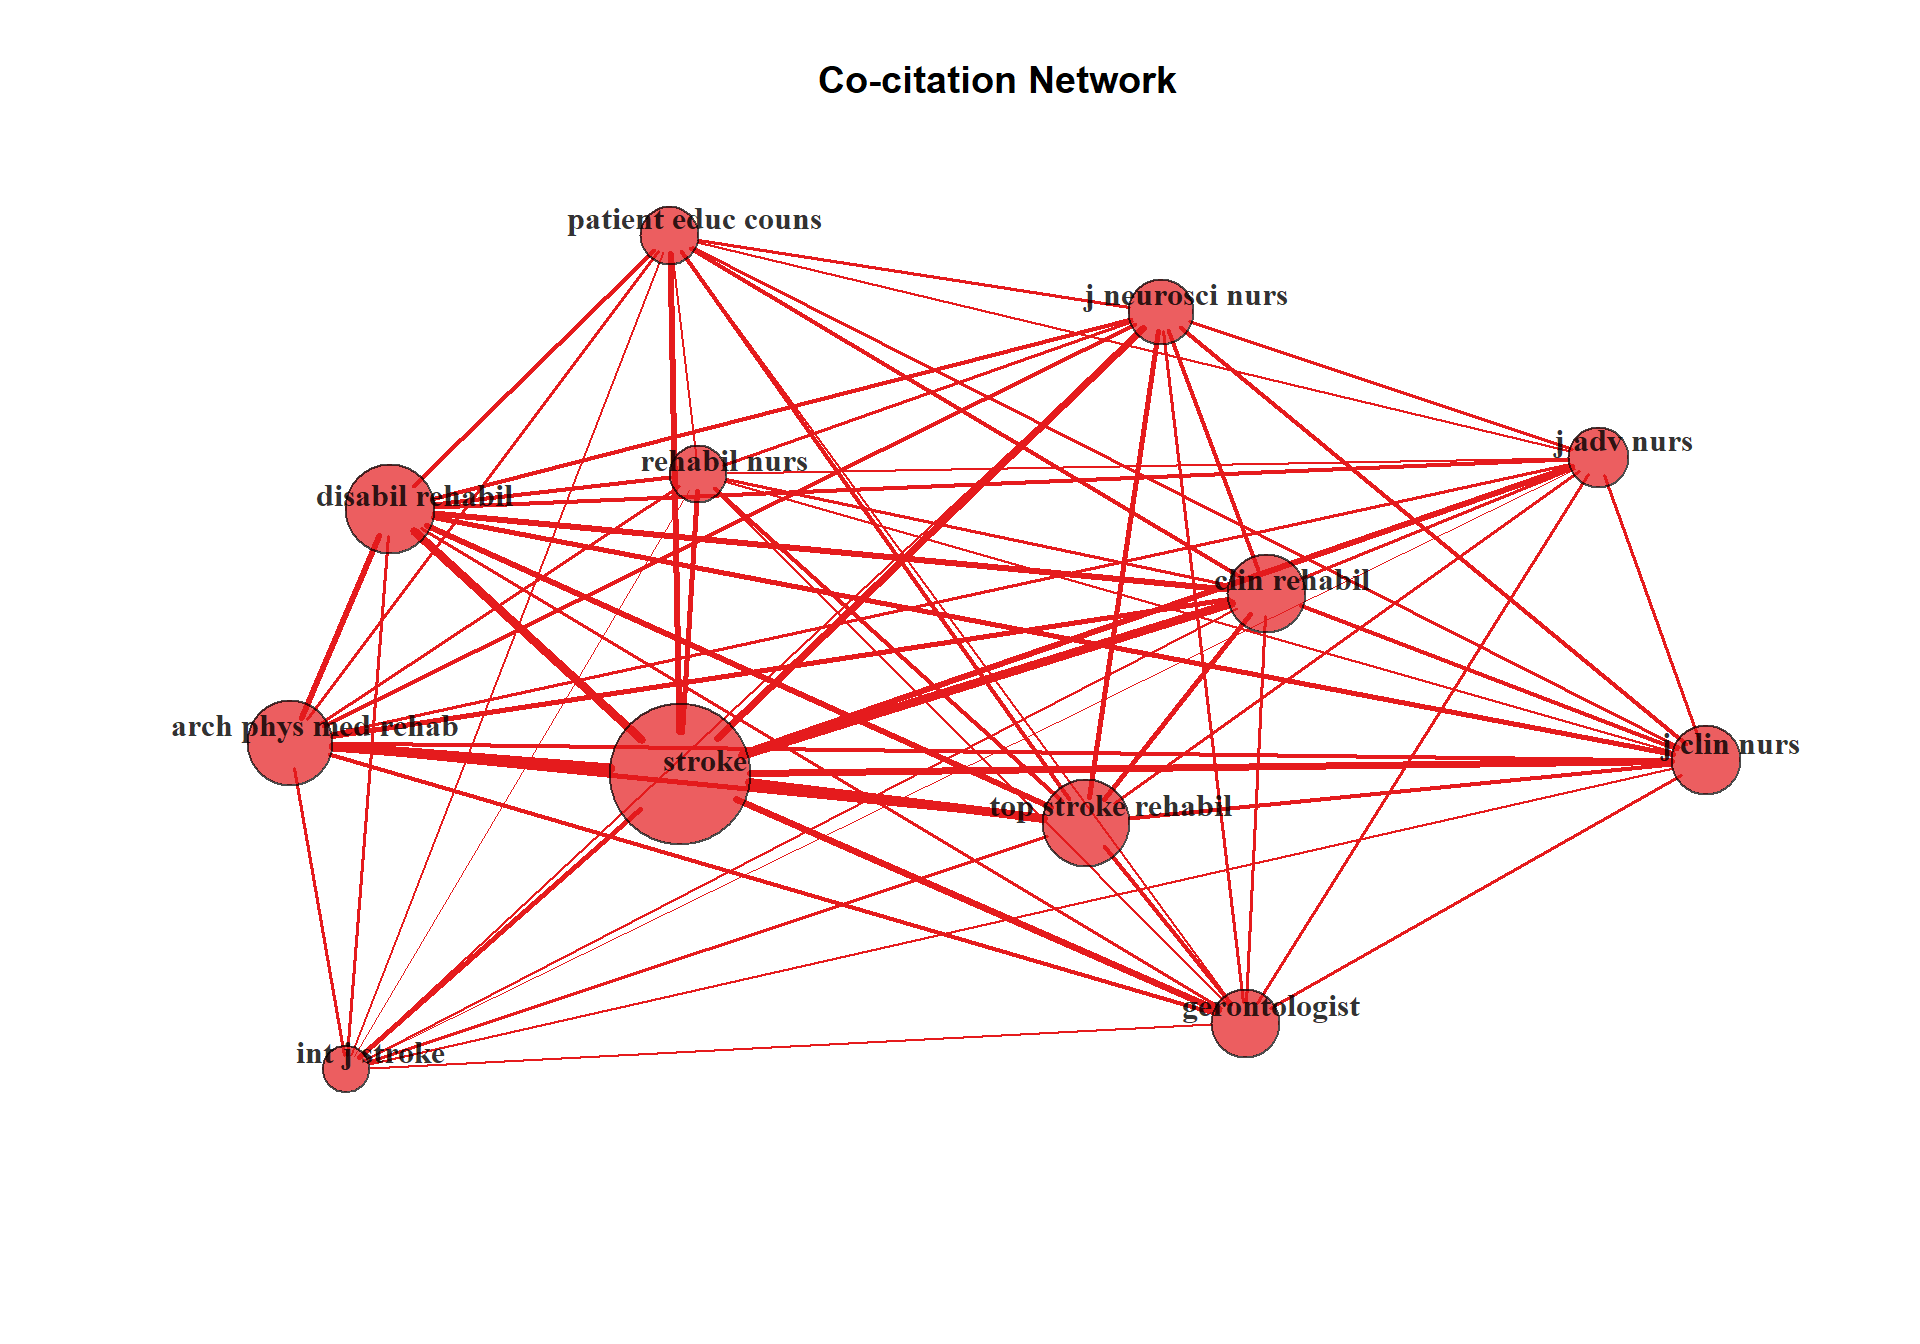 Co-citation Network
patient educ couns
j neurosci nurs
j adv nurs
rehabil nurs
disabil rehabil
clin rehabil
arch phys med rehab
j clin nurs
stroke
top stroke rehabil
gerontologist
int j stroke